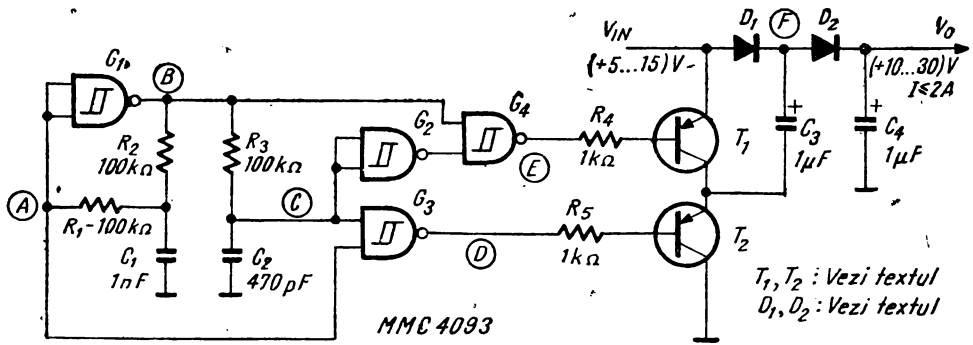 G₁
B
R₂
100kΩ
R₃
100kΩ
A
R₁-100kΩ
C₁
1nF
C
C₂
470pF
G₂
G₃
G₄
D
E
R₄
1kΩ
R₅
1kΩ
MMC 4093
V_IN
(+5...15)V
D₁
F
D₂
V₀
(+10...30)V
I≤2A
+
C₃
1µF
+
C₄
1µF
T₁
T₂
T₁, T₂ : Vezi textul
D₁, D₂ : Vezi textul